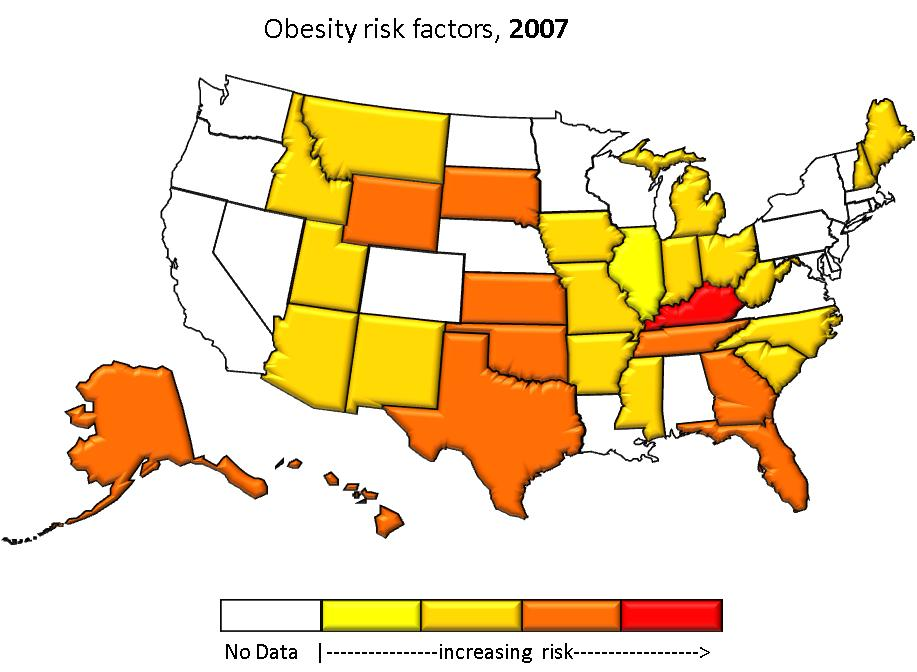 Obesity risk factors, 2007
No Data |---------------increasing risk----------------->